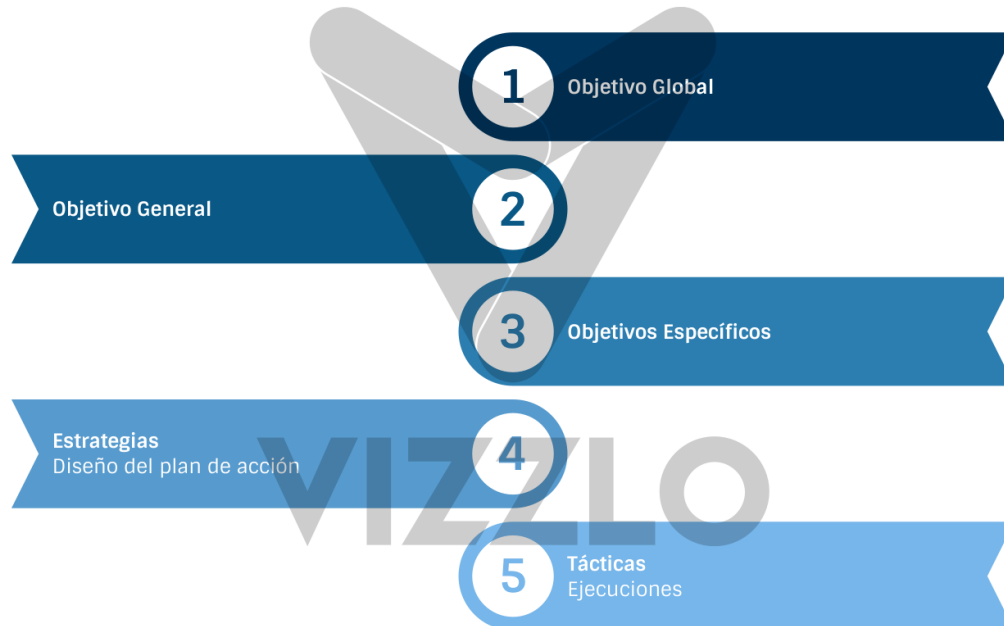 1
Objetivo Global
2
Objetivo General
3
Objetivos Específicos
4
Estrategias
Diseño del plan de acción
VIZZLO
5
Tácticas
Ejecuciones